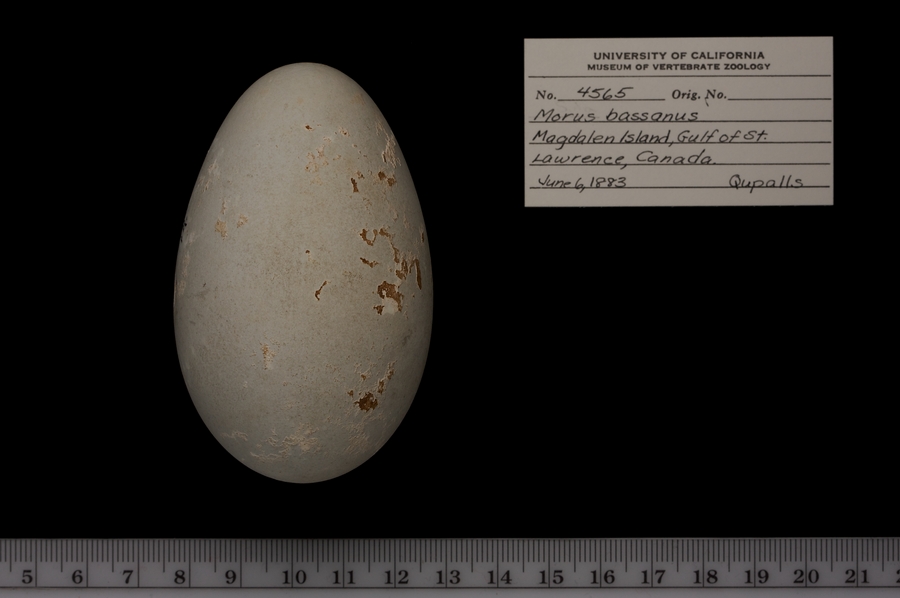 UNIVERSITY OF CALIFORNIA
MUSEUM OF VERTEBRATE ZOOLOGY
No. 4565 Orig. No.
Morus bassanus
Magdalen Island, Gulf of St.
Lawrence, Canada.
June 6, 1883 Qupalls
5 6 7 8 9 10 11 12 13 14 15 16 17 18 19 20 21 2